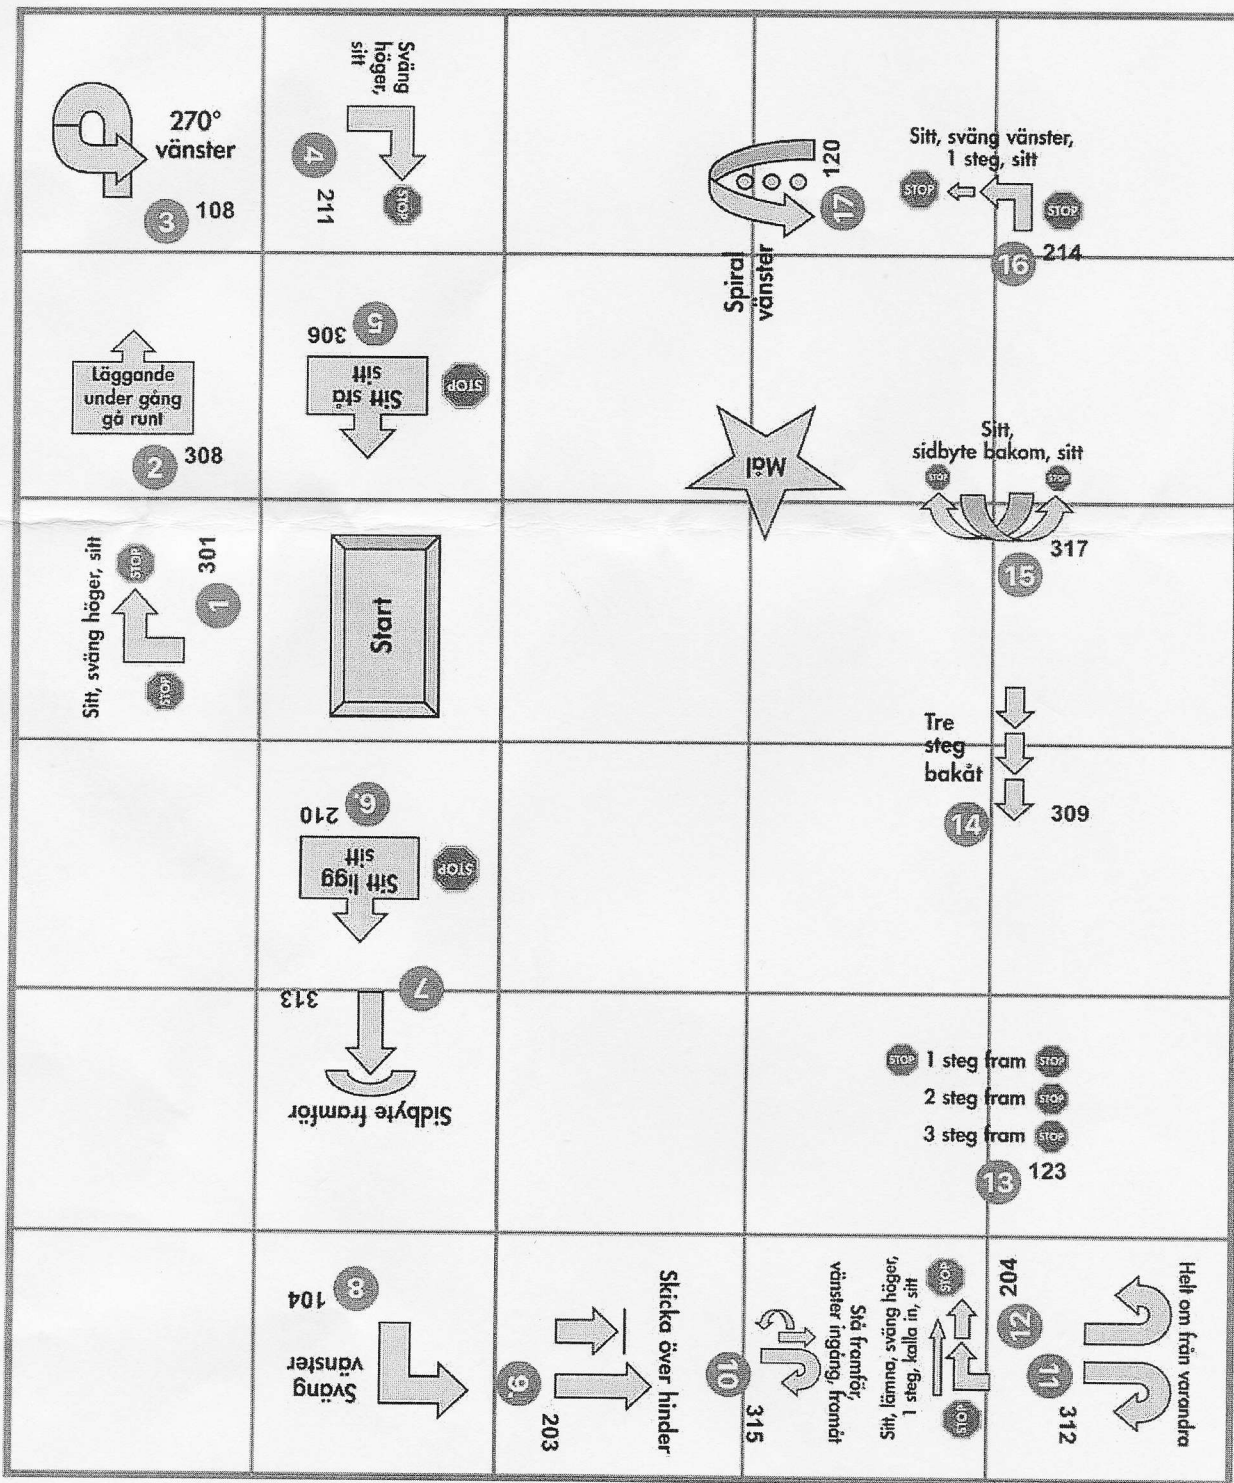 Start
Sitt, sväng höger, sitt
STOP
STOP
1
301
Läggande
under gång
gå runt
2
308
270°
vänster
3
108
Sväng
höger,
sitt
STOP
4
211
5
306
Sitt stå
sitt
STOP
6.
210
Sitt ligg
sitt
STOP
7
313
Sidbyte framför
8
104
Sväng
vänster
Skicka över hinder
9.
203
Stå framför,
vänster ingång, framåt
10
315
Helt om från varandra
11
312
Sitt, lämna, sväng höger,
1 steg, kalla in, sitt
STOP
STOP
12
204
STOP 1 steg fram STOP
2 steg fram STOP
3 steg fram STOP
13
123
Tre
steg
bakåt
14
309
Sitt,
sidbyte bakom, sitt
STOP
STOP
15
317
Sitt, sväng vänster,
1 steg, sitt
STOP
STOP
16
214
Spiral
vänster
17
120
Mål